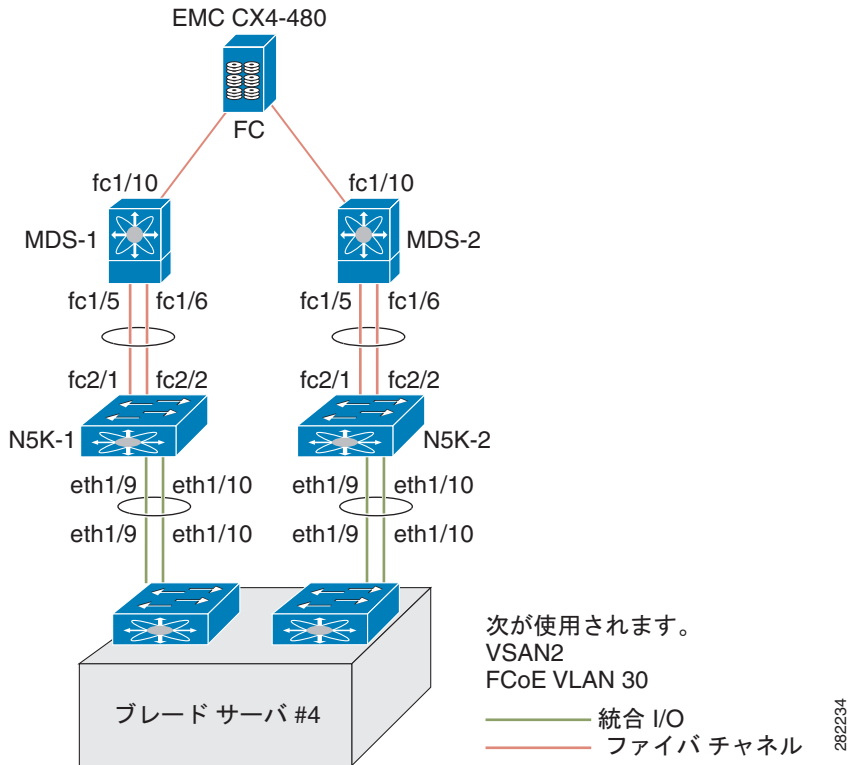 EMC CX4-480
FC
fc1/10
fc1/10
MDS-1
MDS-2
fc1/5 fc1/6
fc1/5 fc1/6
fc2/1 fc2/2
fc2/1 fc2/2
N5K-1
N5K-2
eth1/9 eth1/10
eth1/9 eth1/10
eth1/9 eth1/10
eth1/9 eth1/10
ブレード サーバ #4
次が使用されます。
VSAN2
FCoE VLAN 30
統合 I/O
ファイバ チャネル
282234